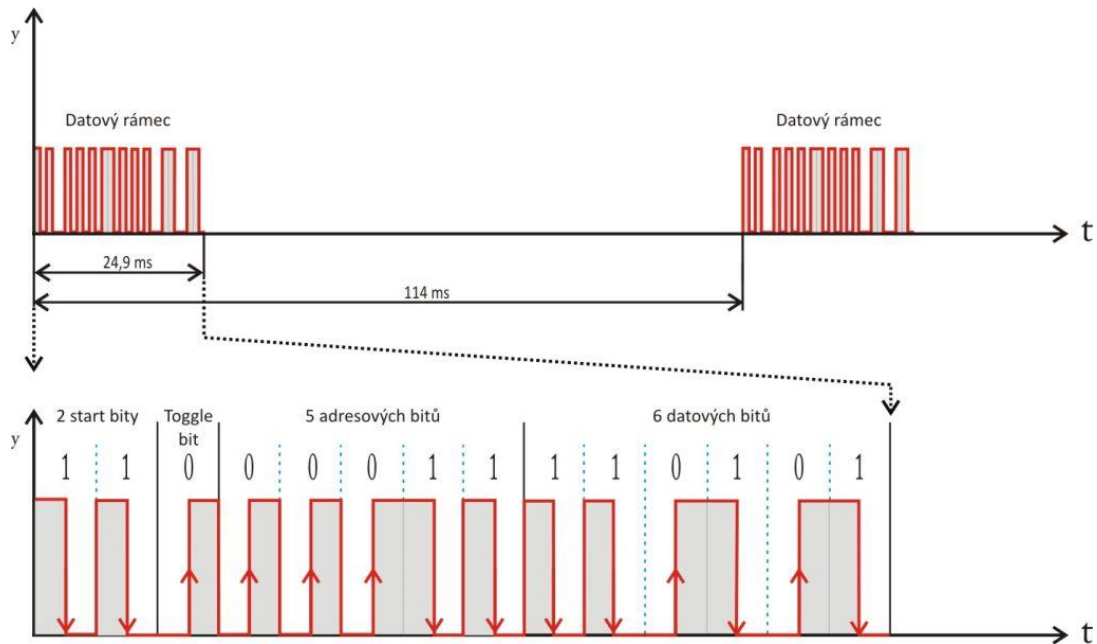 y
Datový rámec
Datový rámec
t
24,9 ms
114 ms
2 start bity
Toggle
bit
5 adresových bitů
6 datových bitů
y
1 1 0 0 0 0 1 1 1 1 0 1 0 1
t